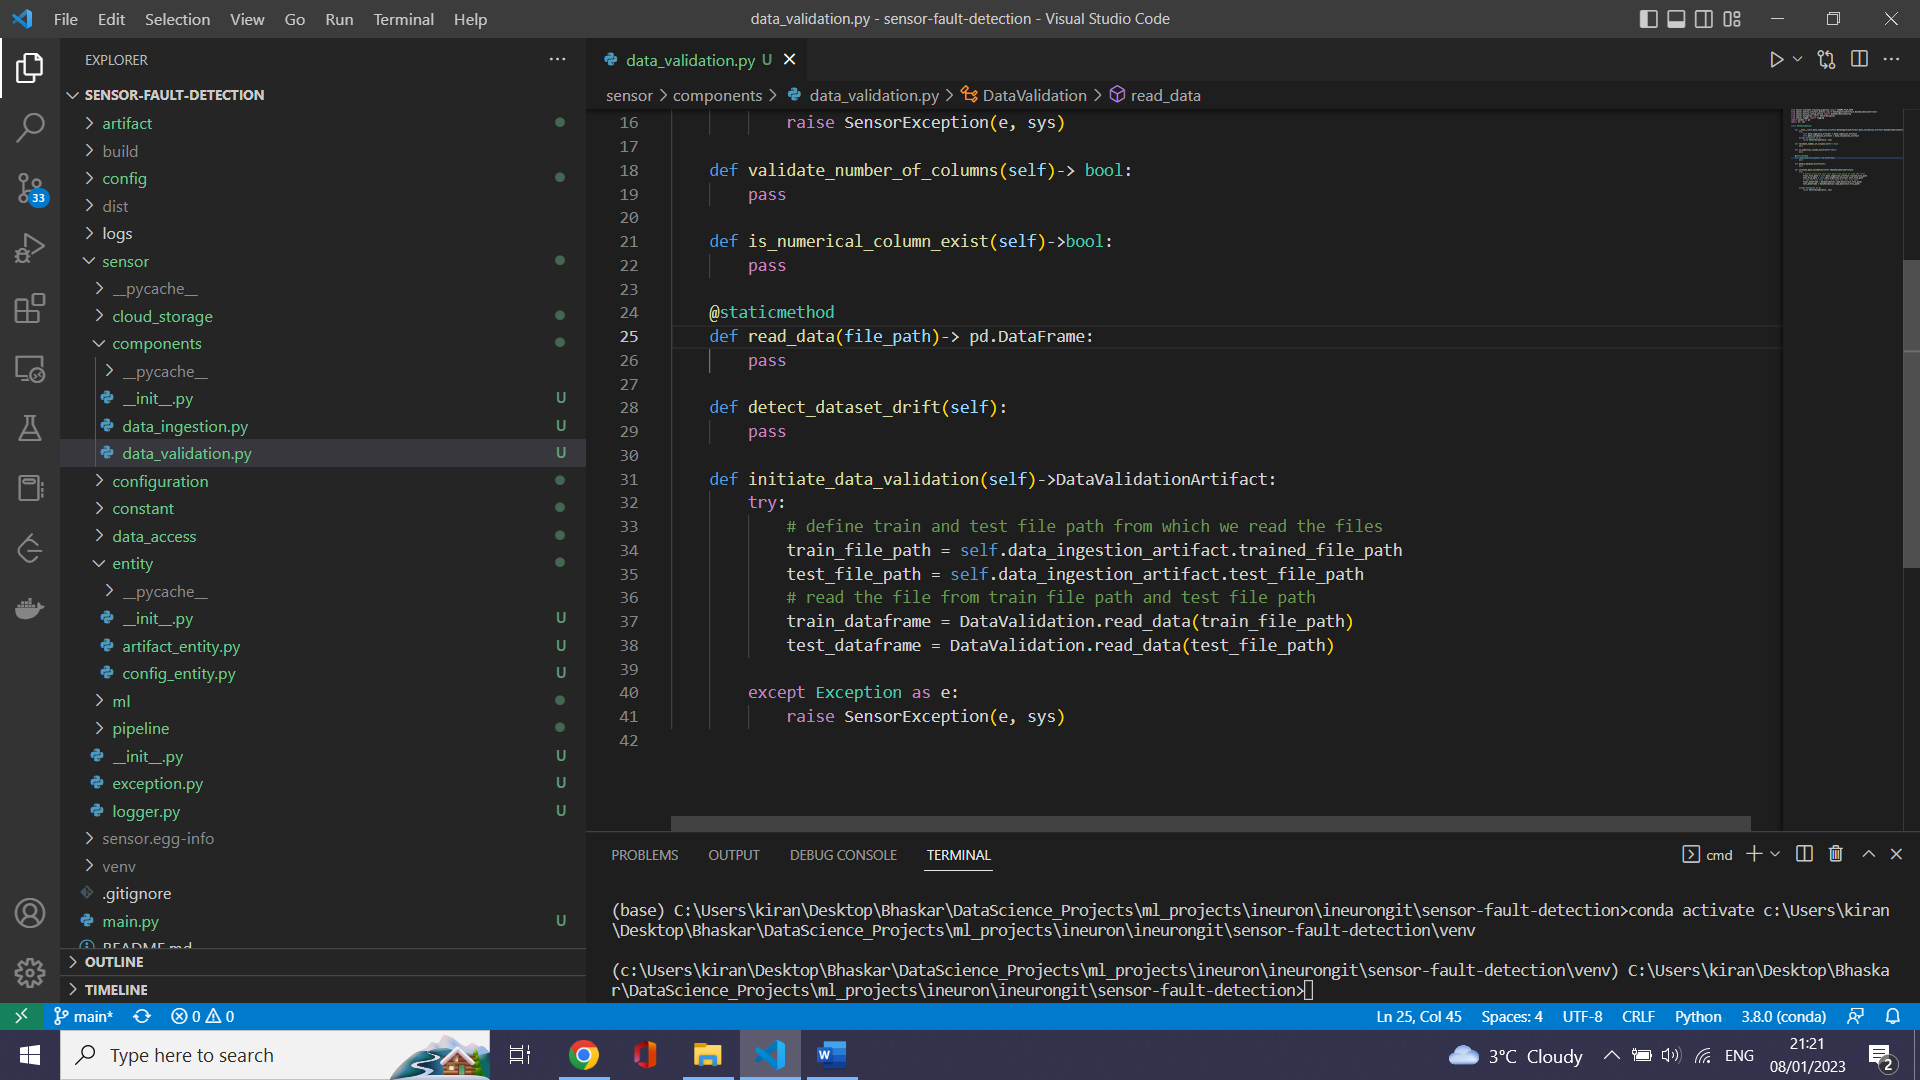 File Edit Selection View Go Run Terminal Help
data_validation.py - sensor-fault-detection - Visual Studio Code
EXPLORER
SENSOR-FAULT-DETECTION
artifact
build
config
dist
logs
sensor
__pycache__
cloud_storage
components
__pycache__
__init__.py U
data_ingestion.py U
data_validation.py U
configuration
constant
data_access
entity
__pycache__
__init__.py U
artifact_entity.py U
config_entity.py U
ml
pipeline
__init__.py U
exception.py U
logger.py U
sensor.egg-info
venv
.gitignore
main.py U
README.md
OUTLINE
TIMELINE
33
data_validation.py U
sensor > components > data_validation.py > DataValidation > read_data
16 raise SensorException(e, sys)
17
18 def validate_number_of_columns(self)-> bool:
19 pass
20
21 def is_numerical_column_exist(self)->bool:
22 pass
23
24 @staticmethod
25 def read_data(file_path)-> pd.DataFrame:
26 pass
27
28 def detect_dataset_drift(self):
29 pass
30
31 def initiate_data_validation(self)->DataValidationArtifact:
32 try:
33 # define train and test file path from which we read the files
34 train_file_path = self.data_ingestion_artifact.trained_file_path
35 test_file_path = self.data_ingestion_artifact.test_file_path
36 # read the file from train file path and test file path
37 train_dataframe = DataValidation.read_data(train_file_path)
38 test_dataframe = DataValidation.read_data(test_file_path)
39
40 except Exception as e:
41 raise SensorException(e, sys)
42
PROBLEMS OUTPUT DEBUG CONSOLE TERMINAL
cmd
(base) C:\Users\kiran\Desktop\Bhaskar\DataScience_Projects\ml_projects\ineuron\ineurongit\sensor-fault-detection>conda activate c:\Users\kiran
\Desktop\Bhaskar\DataScience_Projects\ml_projects\ineuron\ineurongit\sensor-fault-detection\venv
(c:\Users\kiran\Desktop\Bhaskar\DataScience_Projects\ml_projects\ineuron\ineurongit\sensor-fault-detection\venv) C:\Users\kiran\Desktop\Bhaska
r\DataScience_Projects\ml_projects\ineuron\ineurongit\sensor-fault-detection>
main* 0 0
Ln 25, Col 45 Spaces: 4 UTF-8 CRLF Python 3.8.0 (conda)
Type here to search
3°C Cloudy
ENG
21:21
08/01/2023
2